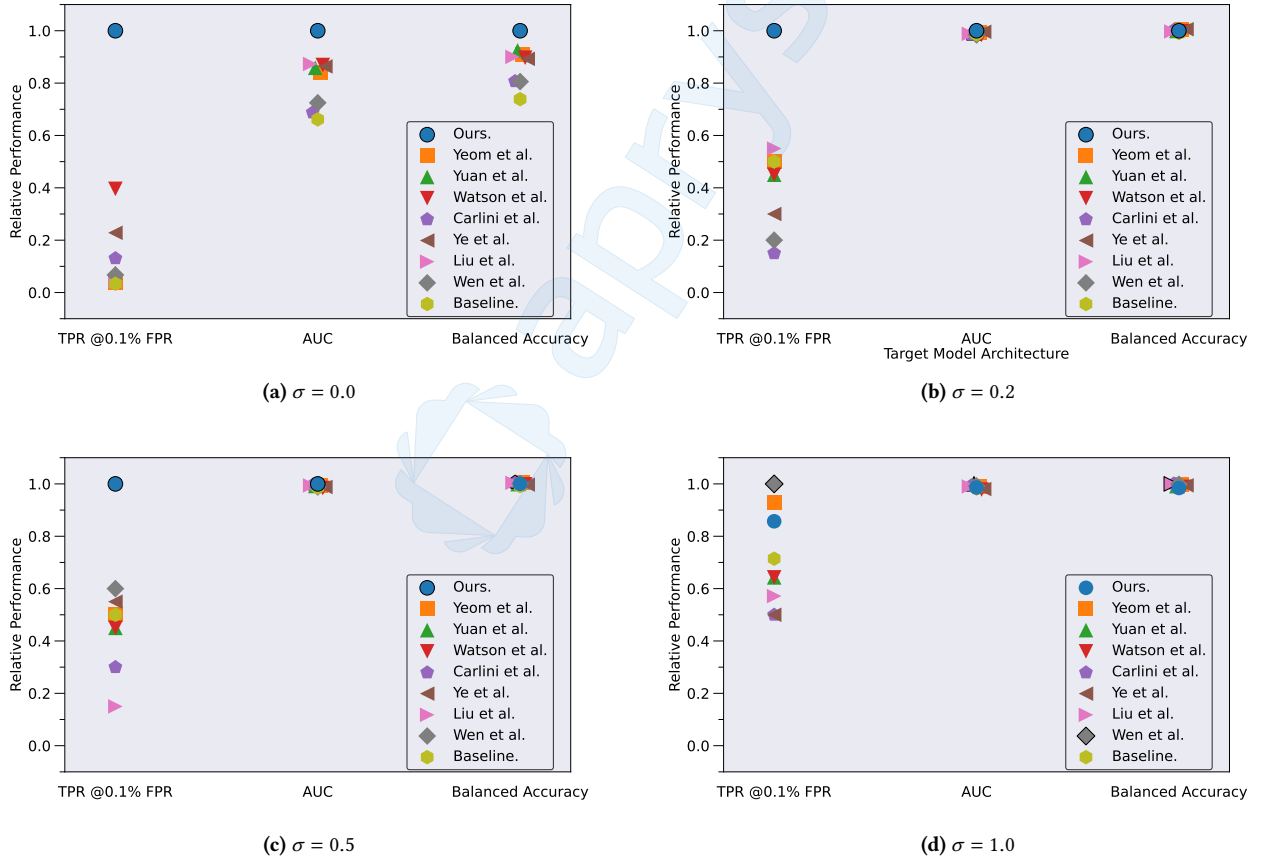 1.0
0.8
0.6
0.4
0.2
0.0
Relative Performance
Ours.
Yeom et al.
Yuan et al.
Watson et al.
Carlini et al.
Ye et al.
Liu et al.
Wen et al.
Baseline.
TPR @0.1% FPR AUC Balanced Accuracy
(a) σ = 0.0
1.0
0.8
0.6
0.4
0.2
0.0
Relative Performance
Ours.
Yeom et al.
Yuan et al.
Watson et al.
Carlini et al.
Ye et al.
Liu et al.
Wen et al.
Baseline.
TPR @0.1% FPR AUC Balanced Accuracy
Target Model Architecture
(b) σ = 0.2
1.0
0.8
0.6
0.4
0.2
0.0
Relative Performance
Ours.
Yeom et al.
Yuan et al.
Watson et al.
Carlini et al.
Ye et al.
Liu et al.
Wen et al.
Baseline.
TPR @0.1% FPR AUC Balanced Accuracy
(c) σ = 0.5
1.0
0.8
0.6
0.4
0.2
0.0
Relative Performance
Ours.
Yeom et al.
Yuan et al.
Watson et al.
Carlini et al.
Ye et al.
Liu et al.
Wen et al.
Baseline.
TPR @0.1% FPR AUC Balanced Accuracy
(d) σ = 1.0